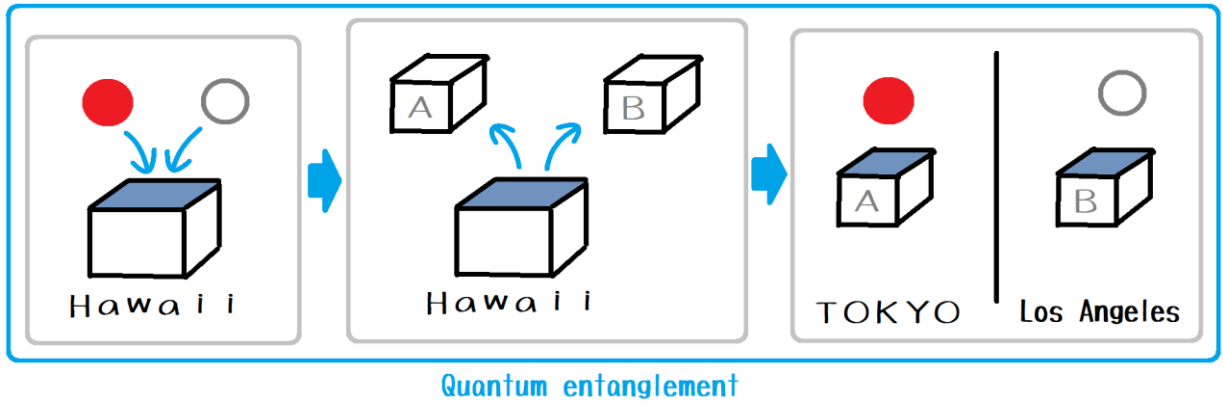 Hawaii
A
B
Hawaii
A
B
TOKYO
Los Angeles
Quantum entanglement